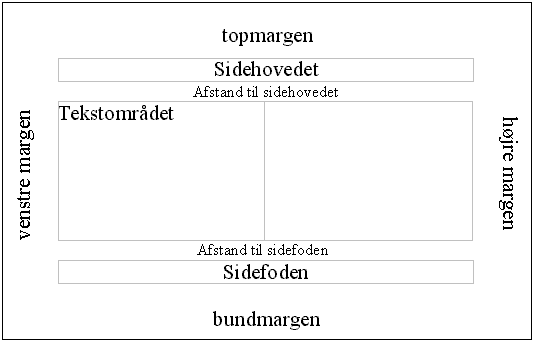 topmargen
Sidehovedet
Afstand til sidehovedet
Tekstområdet
venstre margen
højre margen
Afstand til sidefoden
Sidefoden
bundmargen